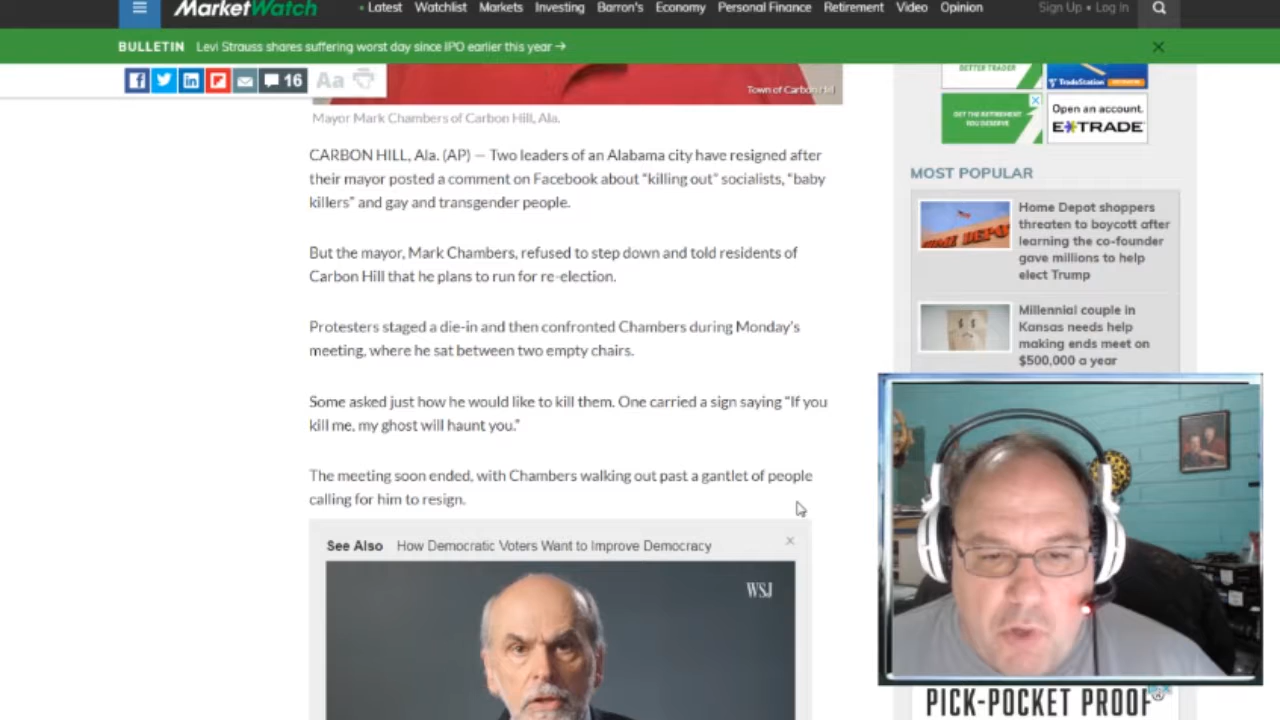 MarketWatch
• Latest Watchlist Markets Investing Barron's Economy Personal Finance Retirement Video Opinion Sign Up • Log In
BULLETIN Levi Strauss shares suffering worst day since IPO earlier this year →
16 Aa
Town of Carbon Hill
Mayor Mark Chambers of Carbon Hill, Ala.
CARBON HILL, Ala. (AP) — Two leaders of an Alabama city have resigned after
their mayor posted a comment on Facebook about “killing out” socialists, “baby
killers” and gay and transgender people.
But the mayor, Mark Chambers, refused to step down and told residents of
Carbon Hill that he plans to run for re-election.
Protesters staged a die-in and then confronted Chambers during Monday’s
meeting, where he sat between two empty chairs.
Some asked just how he would like to kill them. One carried a sign saying “If you
kill me, my ghost will haunt you.”
The meeting soon ended, with Chambers walking out past a gantlet of people
calling for him to resign.
See Also How Democratic Voters Want to Improve Democracy
WSJ
BETTER TRADER
TradeStation
GET THE RETIREMENT
YOU DESERVE
Open an account.
E*TRADE
MOST POPULAR
Home Depot shoppers
threaten to boycott after
learning the co-founder
gave millions to help
elect Trump
Millennial couple in
Kansas needs help
making ends meet on
$500,000 a year
PICK-POCKET PROOF